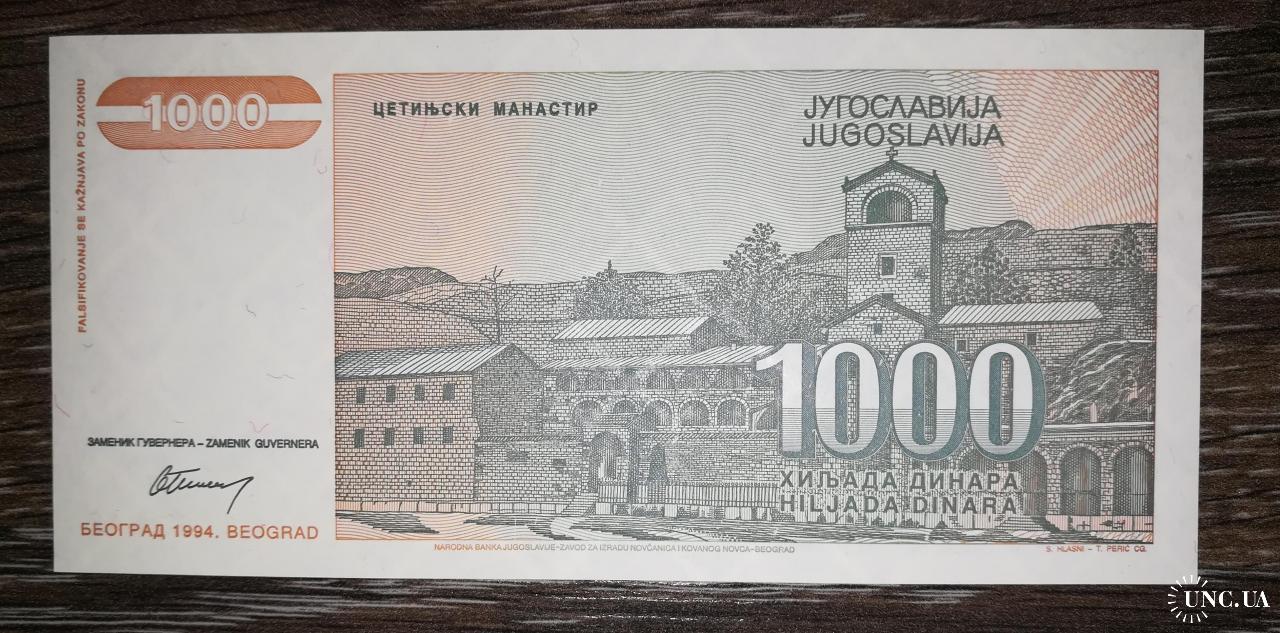 FALSIFIKOVANJE SE KAŽNJAVA PO ZAKONU
1000
ЗАМЕНИК ГУВЕРНЕРА – ZAMENIK GUVERNERA
БЕОГРАД 1994. BEOGRAD
ЦЕТИЊСКИ МАНАСТИР
ЈУГОСЛАВИЈА
JUGOSLAVIJA
1000
ХИЉАДА ДИНАРА
HILJADA DINARA
NARODNA BANKA JUGOSLAVIJE–ZAVOD ZA IZRADU NOVČANICA I KOVANOG NOVCA–BEOGRAD
S. HLASNI – T. PERIĆ CG.
UNC.UA